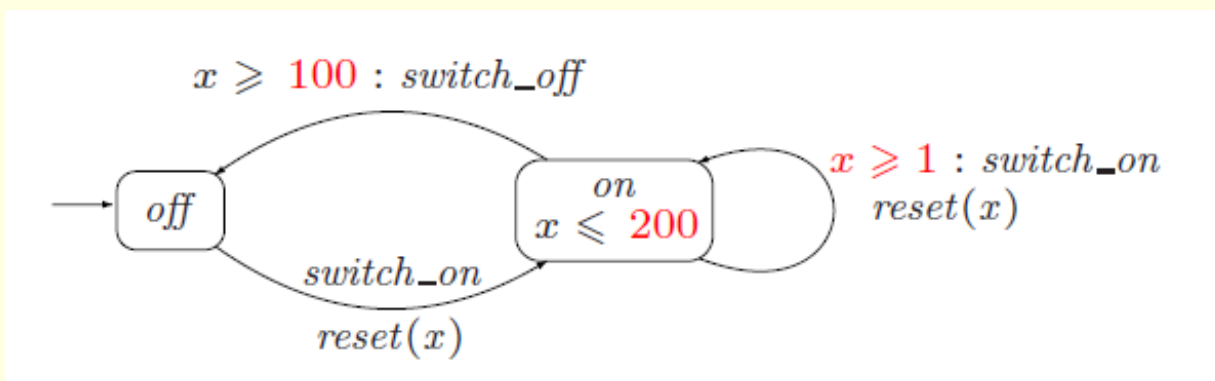 x ⩾ 100 : switch_off
off
on
x ⩽ 200
x ⩾ 1 : switch_on
reset(x)
switch_on
reset(x)